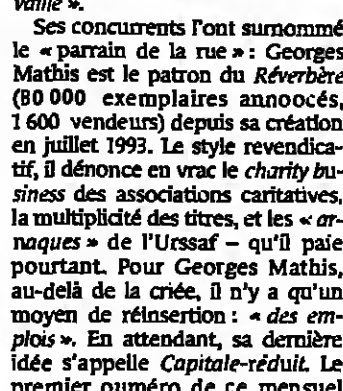 vaille ».
Ses concurrents l'ont surnommé
le « parrain de la rue » : Georges
Mathis est le patron du Réverbère
(80 000 exemplaires annoocés,
1 600 vendeurs) depuis sa création
en juillet 1993. Le style revendica-
tif, il dénonce en vrac le charity bu-
siness des associations caritatives,
la multiplicité des titres, et les « ar-
naques » de l'Urssaf – qu'il paie
pourtant. Pour Georges Mathis,
au-delà de la criée, il n'y a qu'un
moyen de réinsertion : « des em-
plois ». En attendant, sa dernière
idée s'appelle Capitale-réduit. Le
premier ouméro de ce mensuel